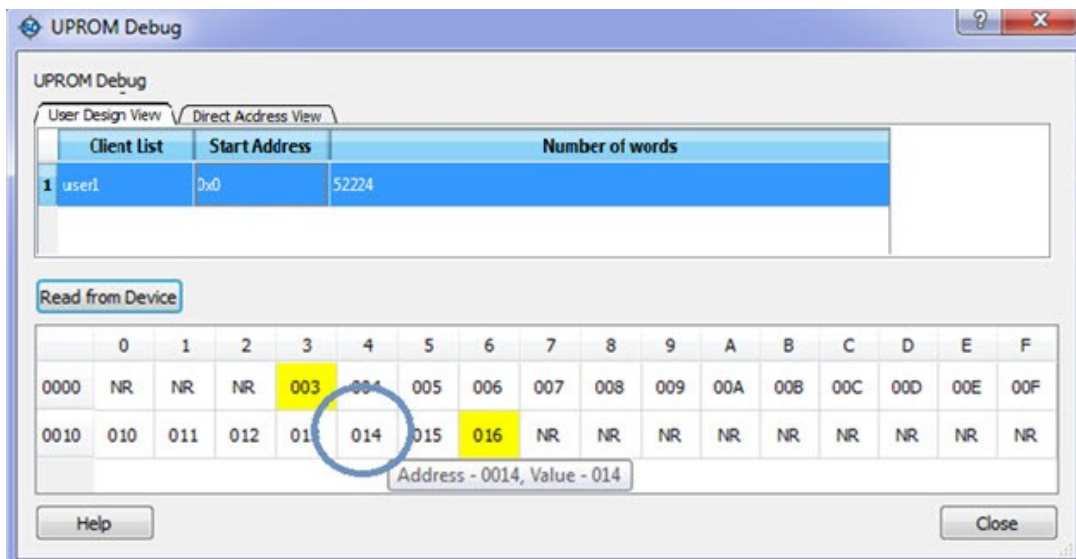 UPROM Debug
UPROM Debug
User Design View Direct Address View
Client List Start Address Number of words
1 user1 0x0 52224
Read from Device
0 1 2 3 4 5 6 7 8 9 A B C D E F
0000 NR NR NR 003 004 005 006 007 008 009 00A 00B 00C 00D 00E 00F
0010 010 011 012 013 014 015 016 NR NR NR NR NR NR NR NR NR
Address - 0014, Value - 014
Help Close